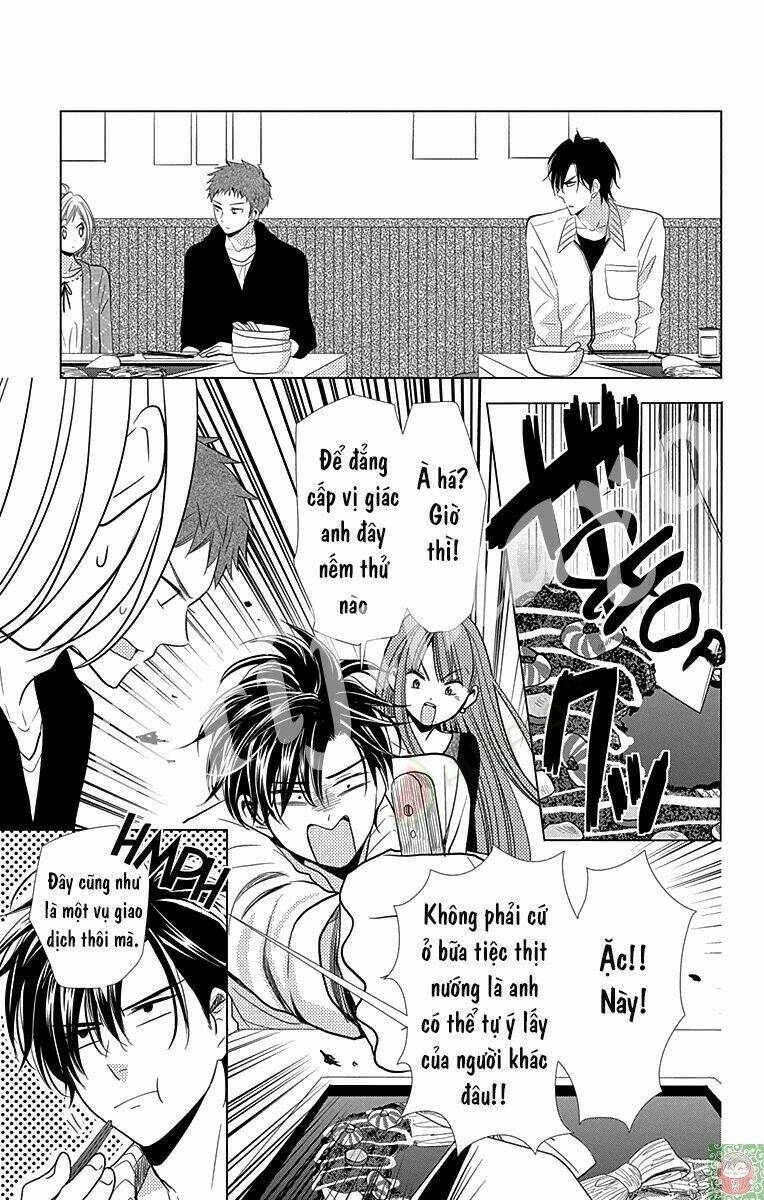 À há?
Giờ
thì!
Để đẳng
cấp vị giác
anh đây
nếm thử
nào
CHOP
Ặc!!
Này!
Không phải cứ
ở bữa tiệc thịt
nướng là anh
có thể tự ý lấy
của người khác
đâu!!
HMPH
Đây cũng như
là một vụ giao
dịch thôi mà.